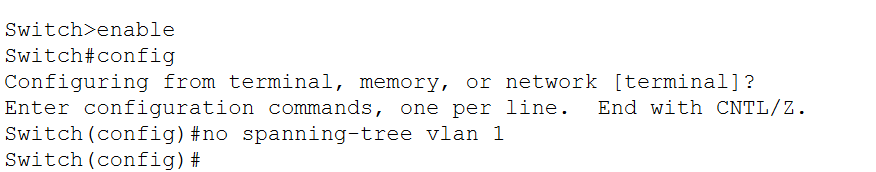 Switch>enable
Switch#config
Configuring from terminal, memory, or network [terminal]?
Enter configuration commands, one per line.  End with CNTL/Z.
Switch(config)#no spanning-tree vlan 1
Switch(config)#